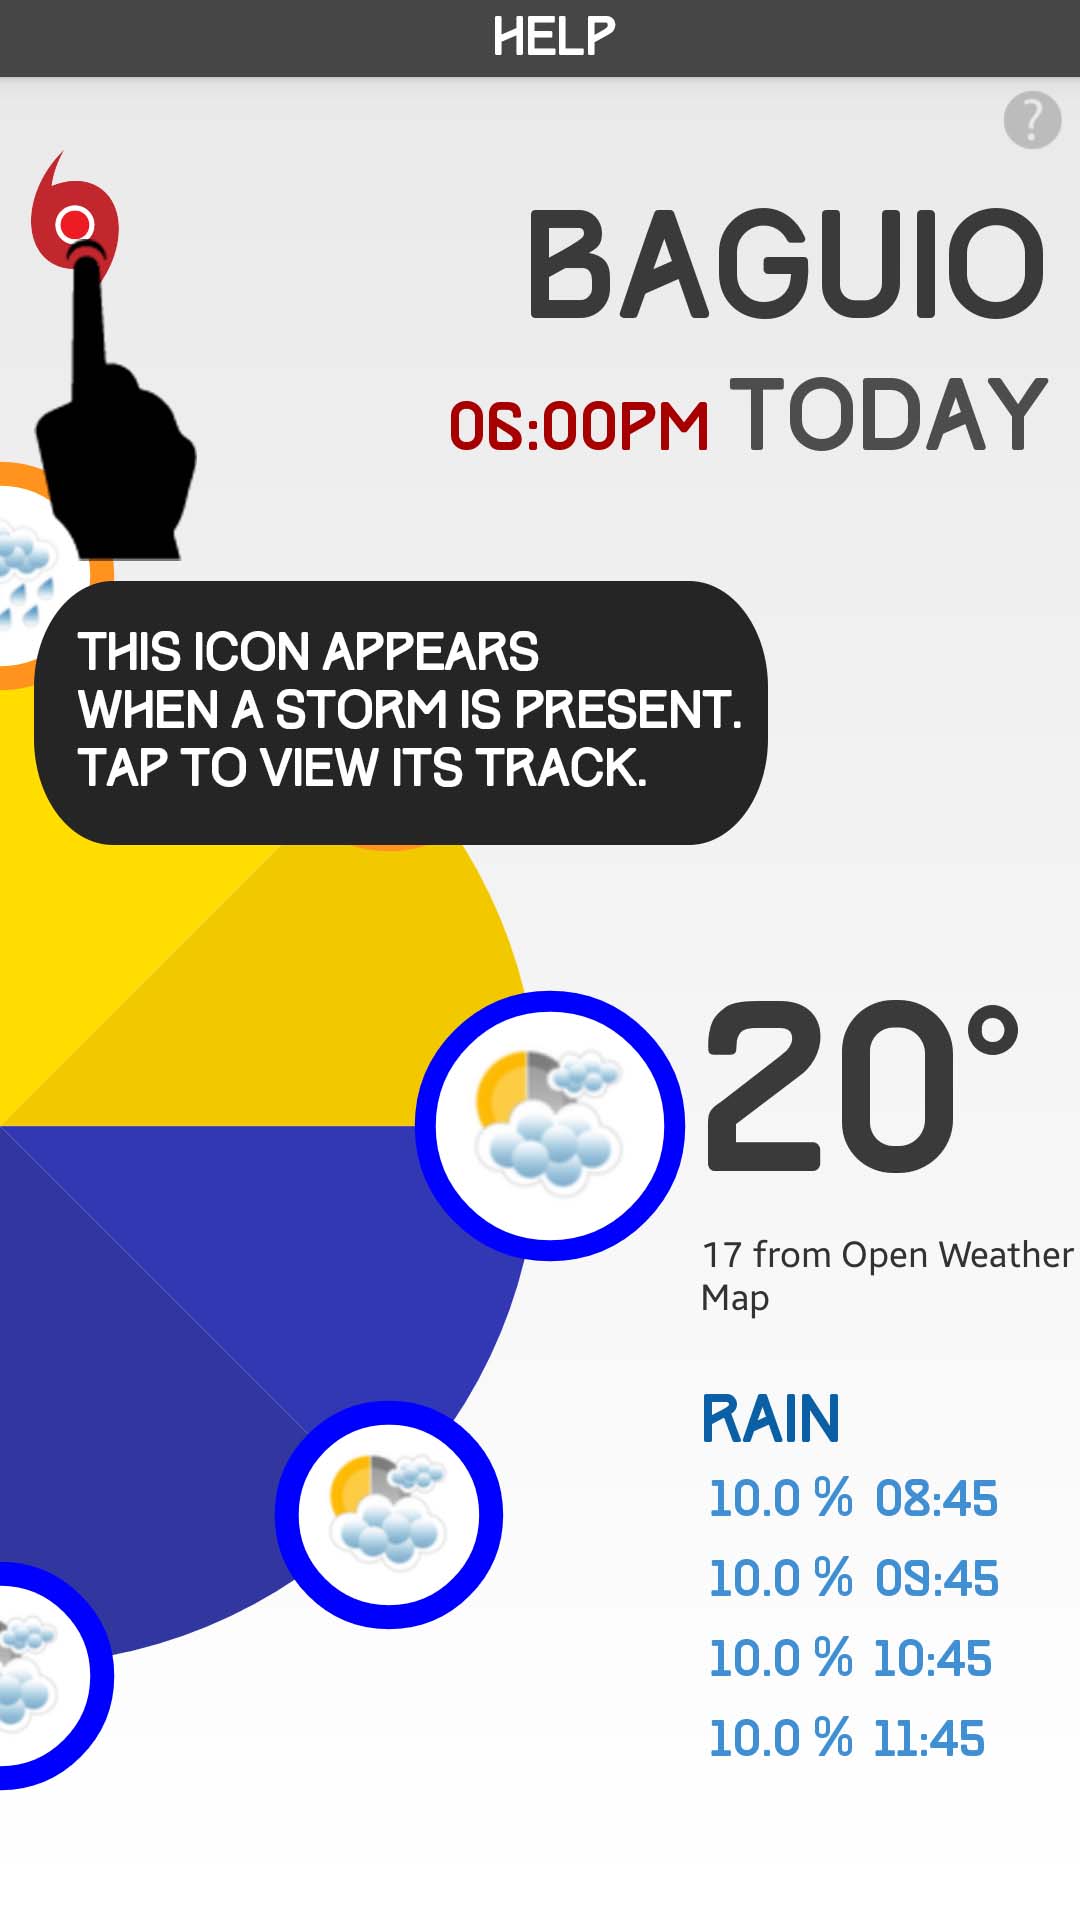 HELP
?
BAGUIO
06:00PM TODAY
THIS ICON APPEARS
WHEN A STORM IS PRESENT.
TAP TO VIEW ITS TRACK.
20°
17 from Open Weather
Map
RAIN
10.0 % 08:45
10.0 % 09:45
10.0 % 10:45
10.0 % 11:45